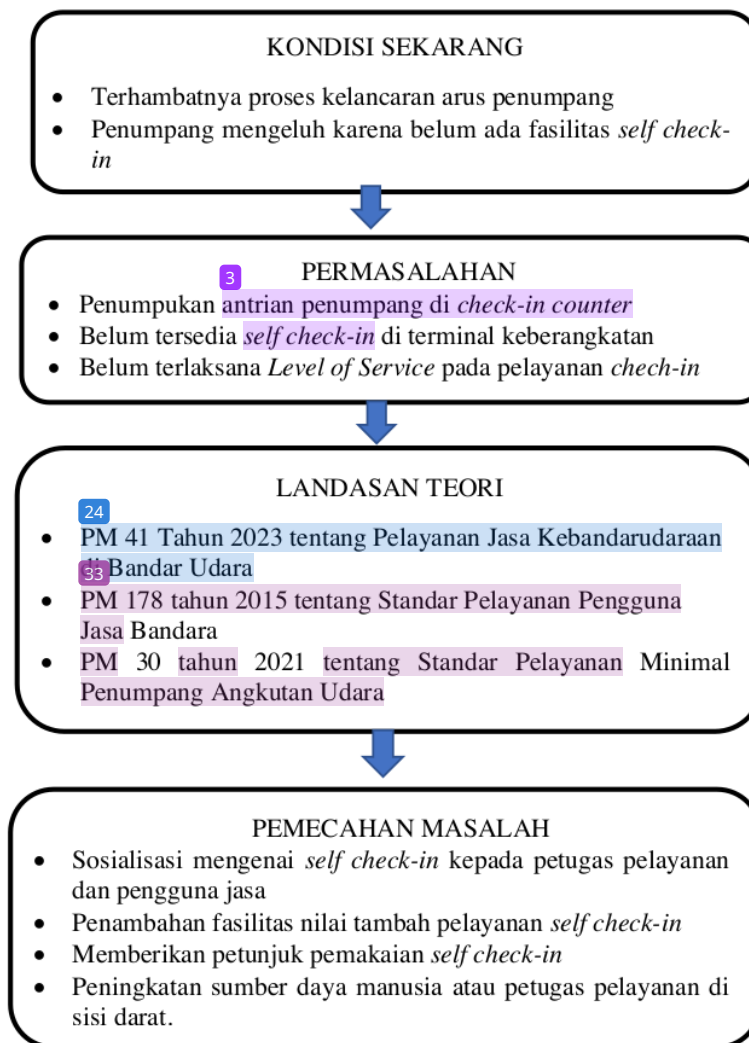 KONDISI SEKARANG
• Terhambatnya proses kelancaran arus penumpang
• Penumpang mengeluh karena belum ada fasilitas self check-
in
PERMASALAHAN
3
• Penumpukan antrian penumpang di check-in counter
• Belum tersedia self check-in di terminal keberangkatan
• Belum terlaksana Level of Service pada pelayanan chech-in
LANDASAN TEORI
24
• PM 41 Tahun 2023 tentang Pelayanan Jasa Kebandarudaraan
di Bandar Udara
33
• PM 178 tahun 2015 tentang Standar Pelayanan Pengguna
Jasa Bandara
• PM 30 tahun 2021 tentang Standar Pelayanan Minimal
Penumpang Angkutan Udara
PEMECAHAN MASALAH
• Sosialisasi mengenai self check-in kepada petugas pelayanan
dan pengguna jasa
• Penambahan fasilitas nilai tambah pelayanan self check-in
• Memberikan petunjuk pemakaian self check-in
• Peningkatan sumber daya manusia atau petugas pelayanan di
sisi darat.